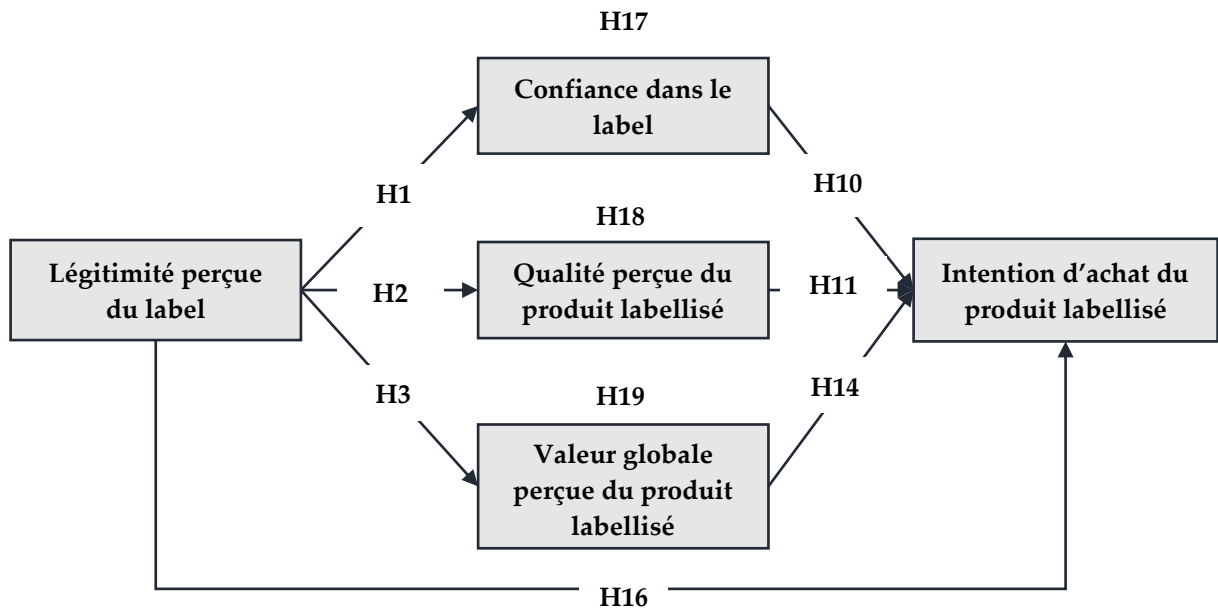 H17
Confiance dans le
label
H1
H10
H18
Légitimité perçue
du label
H2
Qualité perçue du
produit labellisé
H11
Intention d’achat du
produit labellisé
H3
H19
H14
Valeur globale
perçue du produit
labellisé
H16